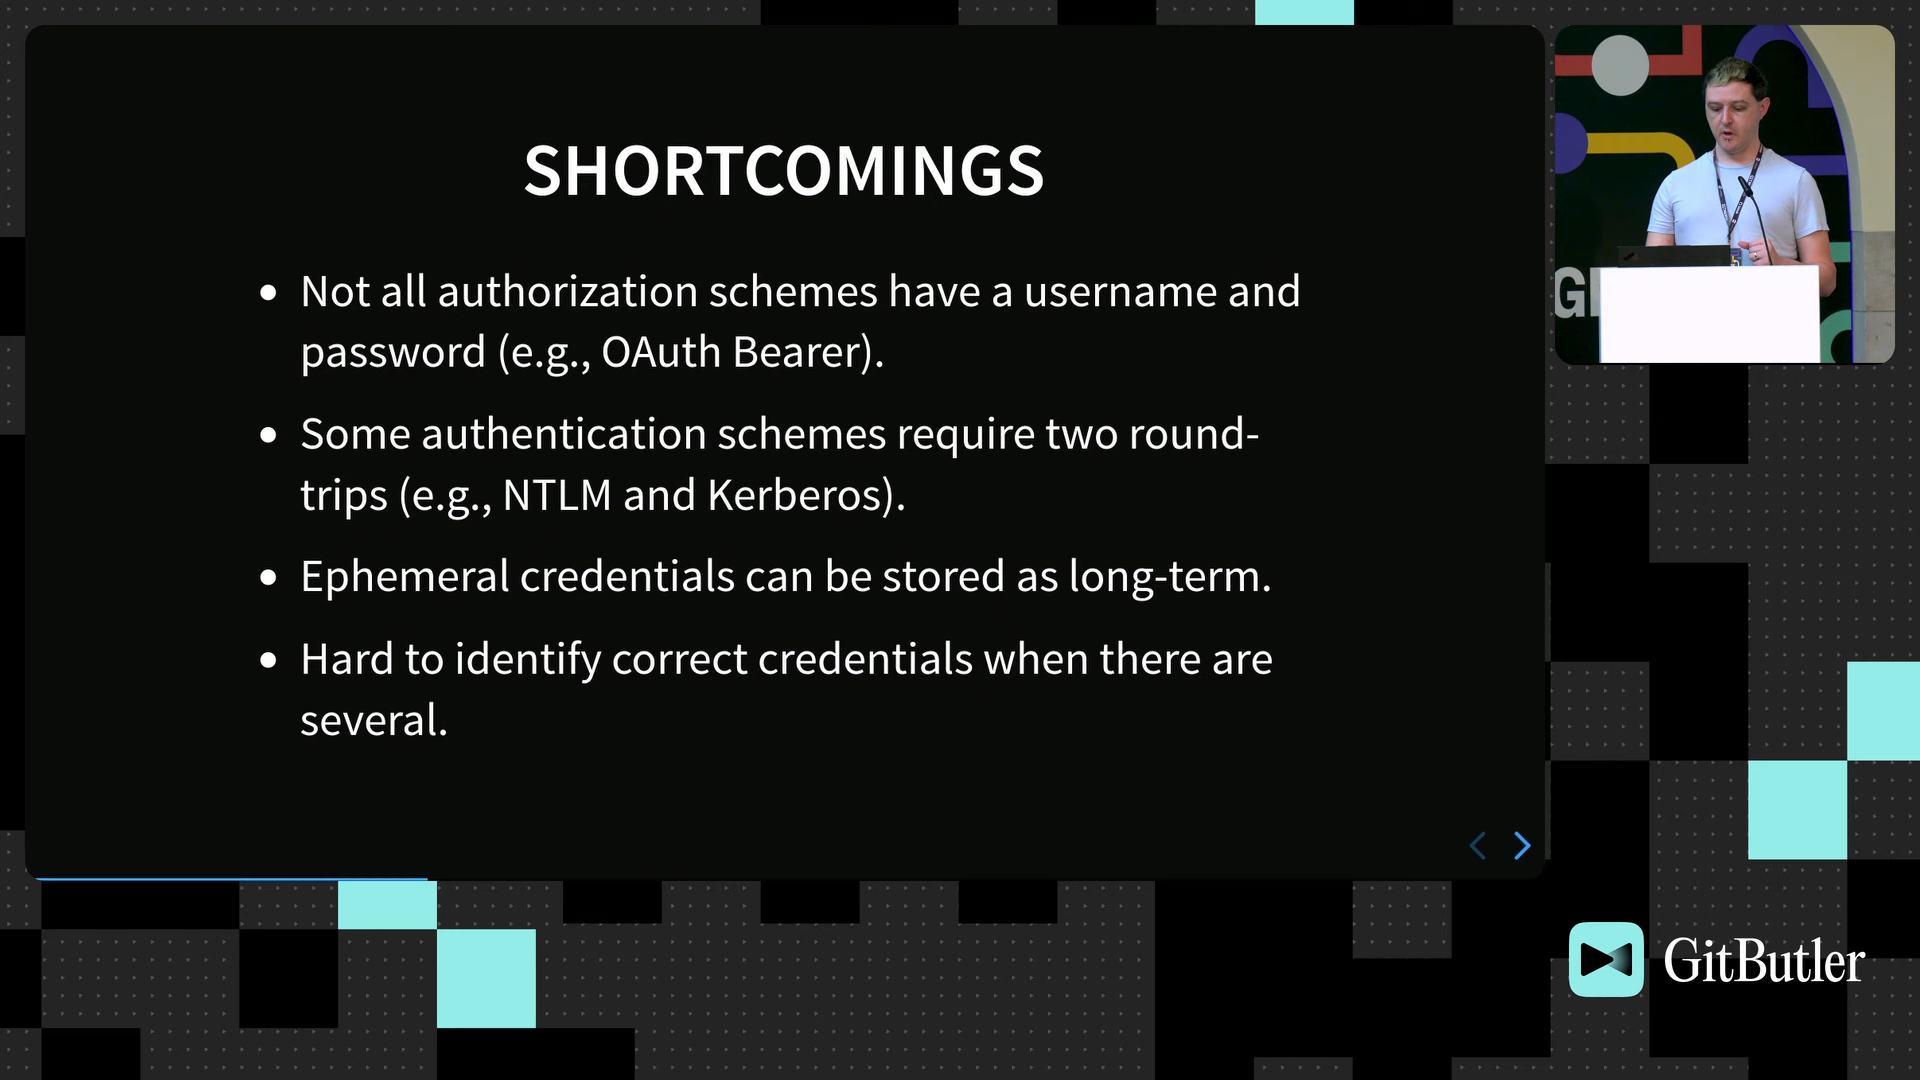 SHORTCOMINGS
Not all authorization schemes have a username and
password (e.g., OAuth Bearer).
Some authentication schemes require two round-
trips (e.g., NTLM and Kerberos).
Ephemeral credentials can be stored as long-term.
Hard to identify correct credentials when there are
several.
GitButler